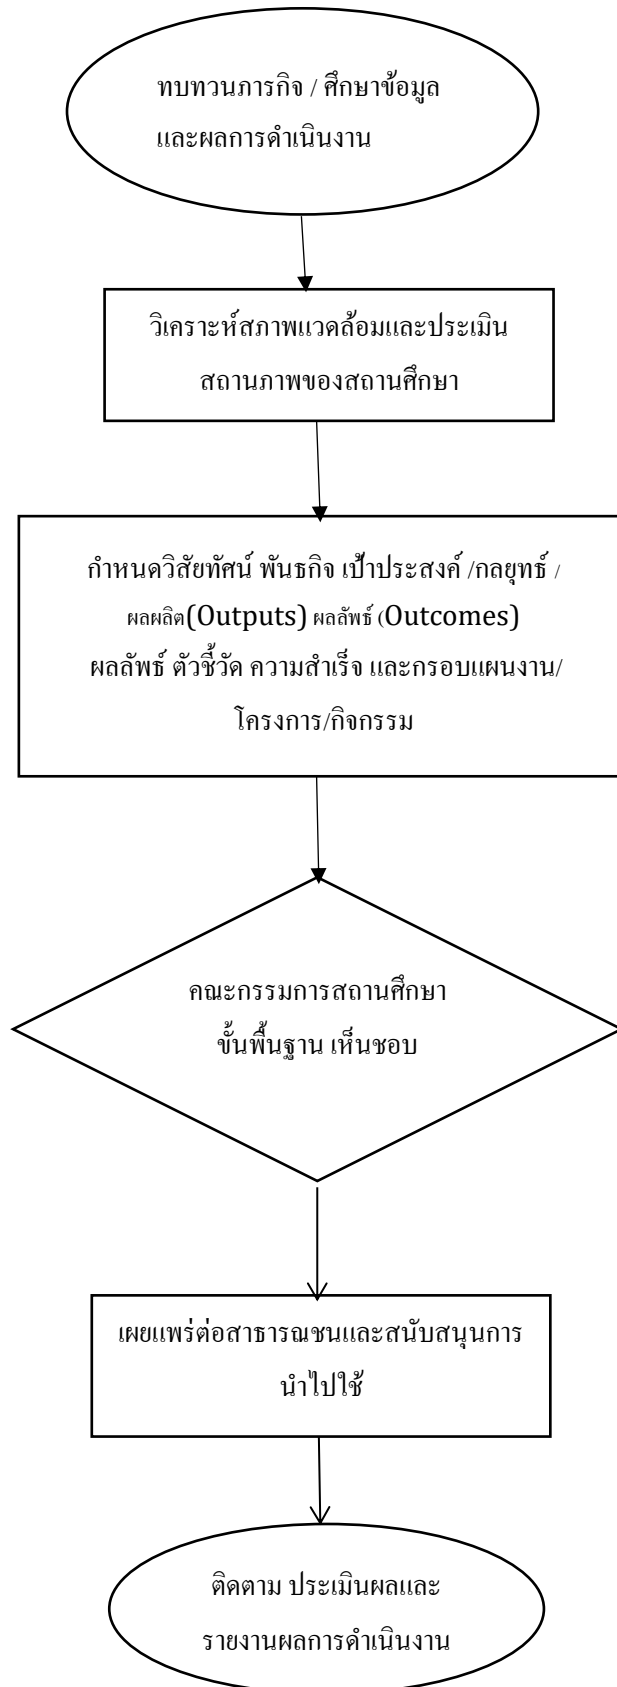 ทบทวนภารกิจ / ศึกษาข้อมูล
และผลการดำเนินงาน
วิเคราะห์สภาพแวดล้อมและประเมิน
สถานภาพของสถานศึกษา
กำหนดวิสัยทัศน์ พันธกิจ เป้าประสงค์ /กลยุทธ์ /
ผลผลิต(Outputs) ผลลัพธ์ (Outcomes)
ผลลัพธ์ ตัวชี้วัด ความสำเร็จ และกรอบแผนงาน/
โครงการ/กิจกรรม
คณะกรรมการสถานศึกษา
ขั้นพื้นฐาน เห็นชอบ
เผยแพร่ต่อสาธารณชนและสนับสนุนการ
นำไปใช้
ติดตาม ประเมินผลและ
รายงานผลการดำเนินงาน